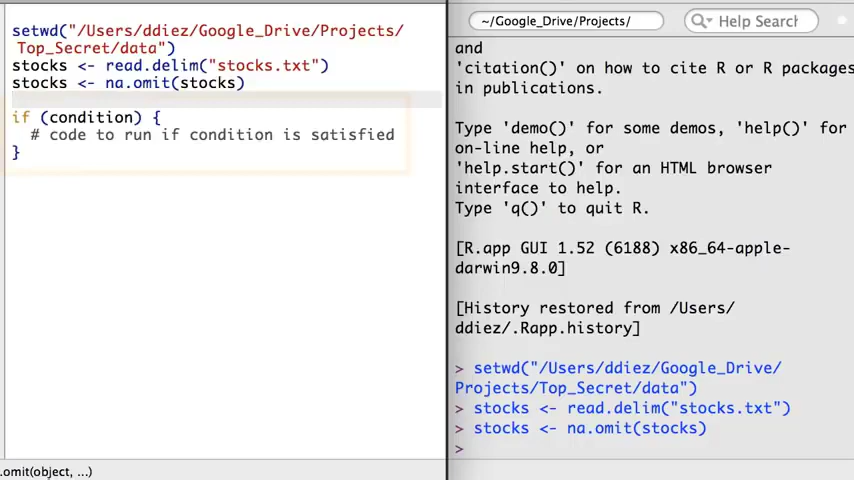 setwd("/Users/ddiez/Google_Drive/Projects/
Top_Secret/data")
stocks <- read.delim("stocks.txt")
stocks <- na.omit(stocks)
if (condition) {
# code to run if condition is satisfied
}
.omit(object, ...)
~/Google_Drive/Projects/
Help Search
and
'citation()' on how to cite R or R packages
in publications.
Type 'demo()' for some demos, 'help()' for
on-line help, or
'help.start()' for an HTML browser
interface to help.
Type 'q()' to quit R.
[R.app GUI 1.52 (6188) x86_64-apple-
darwin9.8.0]
[History restored from /Users/
ddiez/.Rapp.history]
> setwd("/Users/ddiez/Google_Drive/
Projects/Top_Secret/data")
> stocks <- read.delim("stocks.txt")
> stocks <- na.omit(stocks)
>